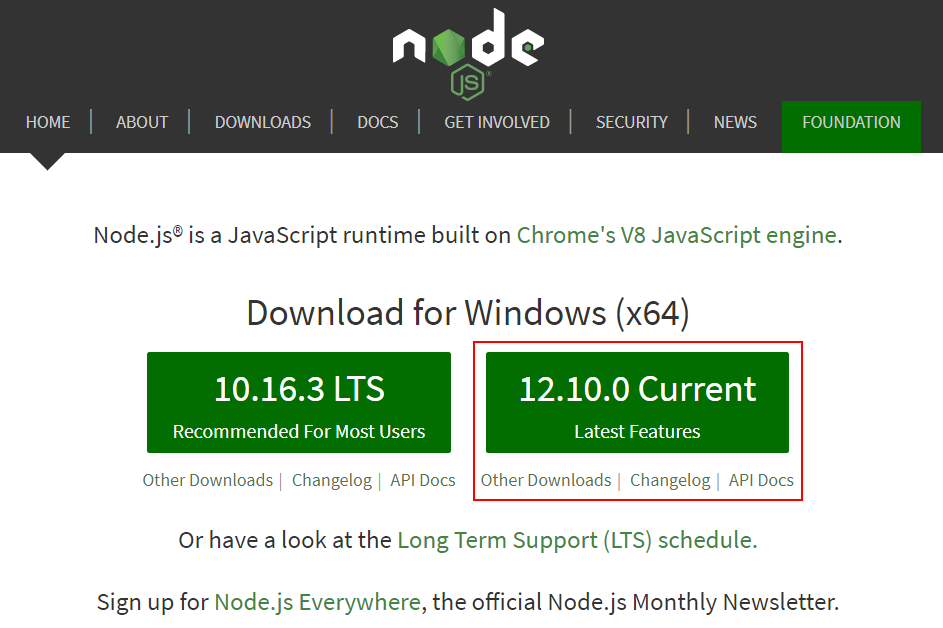 node
JS®
HOME | ABOUT | DOWNLOADS | DOCS | GET INVOLVED | SECURITY | NEWS FOUNDATION
Node.js® is a JavaScript runtime built on Chrome's V8 JavaScript engine.
Download for Windows (x64)
10.16.3 LTS
Recommended For Most Users
Other Downloads | Changelog | API Docs
12.10.0 Current
Latest Features
Other Downloads | Changelog | API Docs
Or have a look at the Long Term Support (LTS) schedule.
Sign up for Node.js Everywhere, the official Node.js Monthly Newsletter.